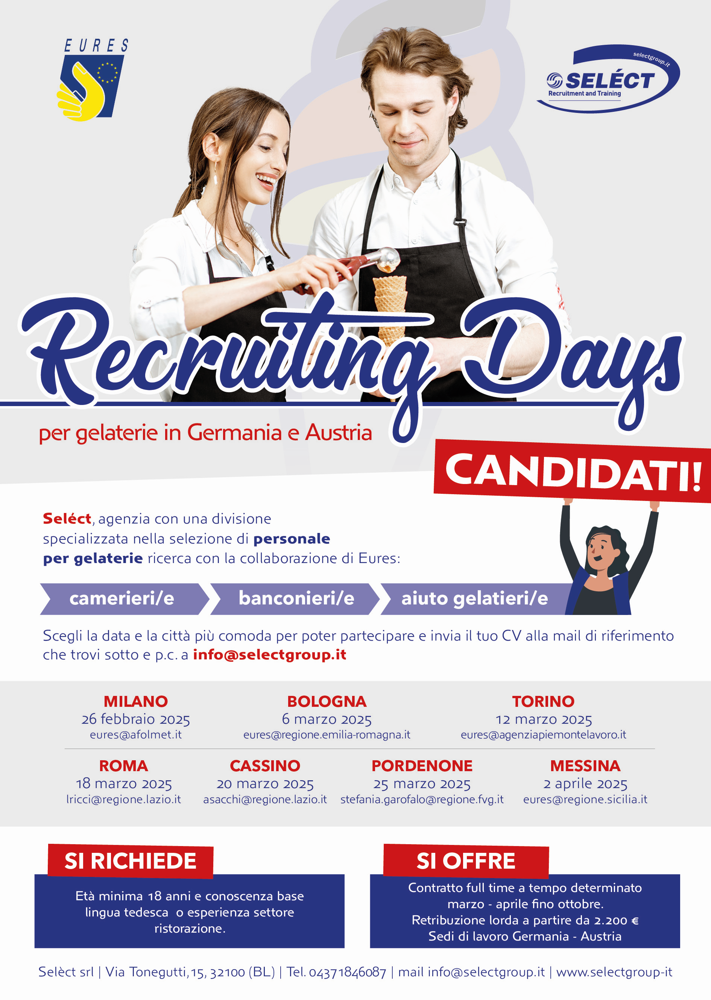 EURES
selectgroup.it
SELÉCT
Recruitment and Training
Recruiting Days
per gelaterie in Germania e Austria
CANDIDATI!
Seléct, agenzia con una divisione
specializzata nella selezione di personale
per gelaterie ricerca con la collaborazione di Eures:
camerieri/e
banconieri/e
aiuto gelatieri/e
Scegli la data e la città più comoda per poter partecipare e invia il tuo CV alla mail di riferimento
che trovi sotto e p.c. a info@selectgroup.it
MILANO
26 febbraio 2025
eures@afolmet.it
BOLOGNA
6 marzo 2025
eures@regione.emilia-romagna.it
TORINO
12 marzo 2025
eures@agenziapiemontelavoro.it
ROMA
18 marzo 2025
lricci@regione.lazio.it
CASSINO
20 marzo 2025
asacchi@regione.lazio.it
PORDENONE
25 marzo 2025
stefania.garofalo@regione.fvg.it
MESSINA
2 aprile 2025
eures@regione.sicilia.it
SI RICHIEDE
Età minima 18 anni e conoscenza base
lingua tedesca o esperienza settore
ristorazione.
SI OFFRE
Contratto full time a tempo determinato
marzo - aprile fino ottobre.
Retribuzione lorda a partire da 2.200 €
Sedi di lavoro Germania - Austria
Selèct srl | Via Tonegutti, 15, 32100 (BL) | Tel. 04371846087 | mail info@selectgroup.it | www.selectgroup-it